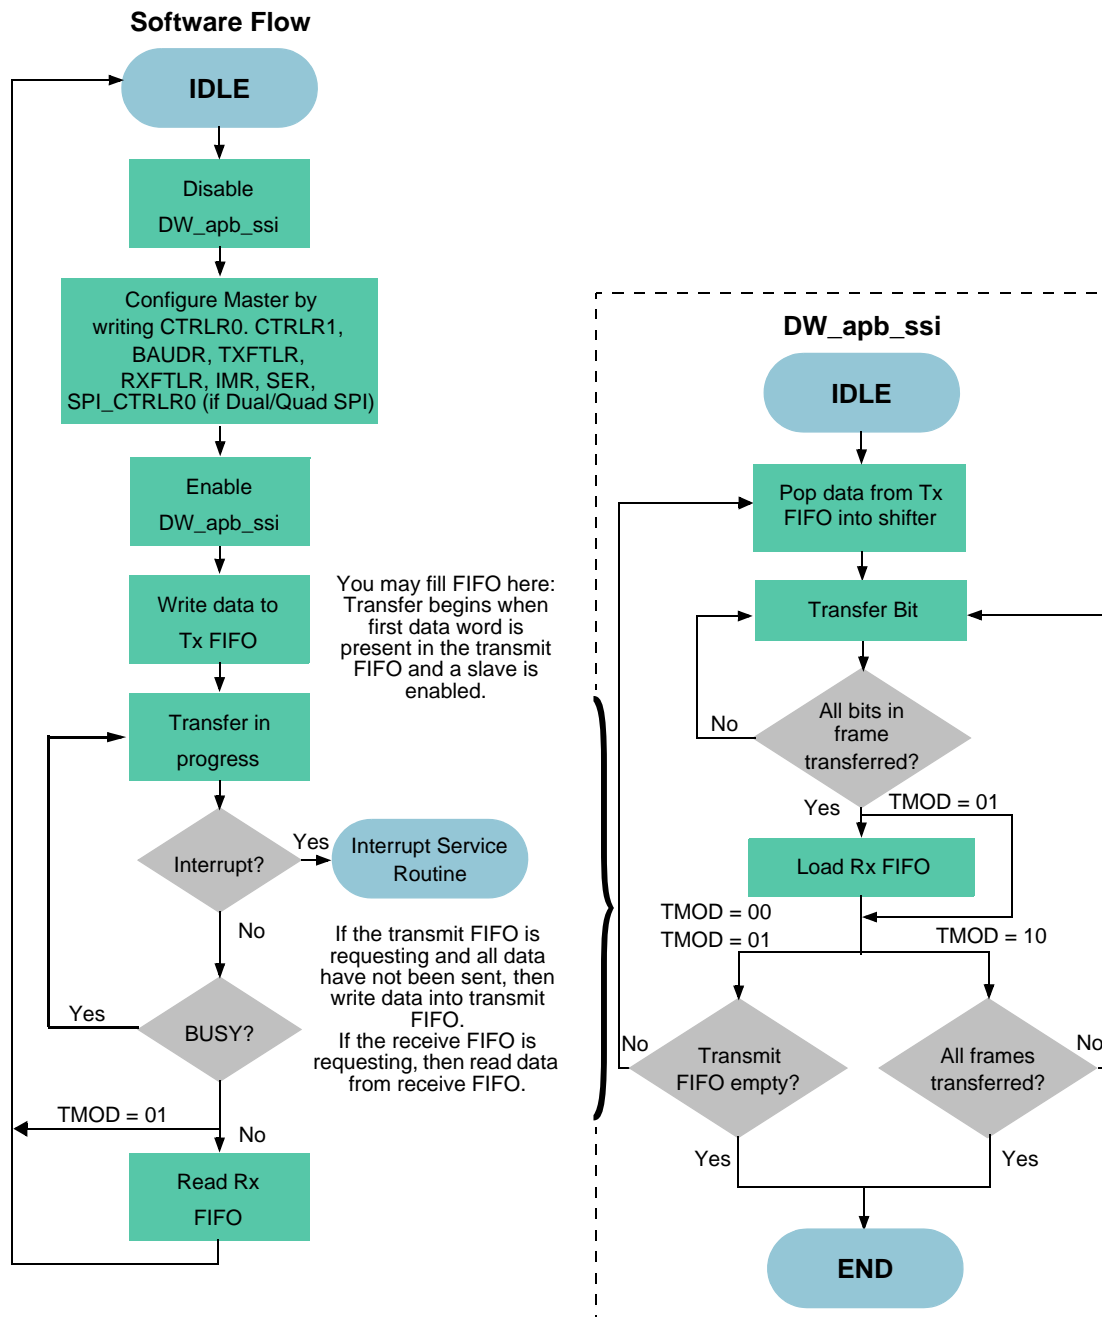 Software Flow
IDLE
Disable
DW_apb_ssi
Configure Master by
writing CTRLR0. CTRLR1,
BAUDR, TXFTLR,
RXFTLR, IMR, SER,
SPI_CTRLR0 (if Dual/Quad SPI)
Enable
DW_apb_ssi
Write data to
Tx FIFO
You may fill FIFO here:
Transfer begins when
first data word is
present in the transmit
FIFO and a slave is
enabled.
Transfer in
progress
Interrupt?
Yes
Interrupt Service
Routine
No
If the transmit FIFO is
requesting and all data
have not been sent, then
write data into transmit
FIFO.
If the receive FIFO is
requesting, then read data
from receive FIFO.
BUSY?
Yes
No
TMOD = 01
Read Rx
FIFO
DW_apb_ssi
IDLE
Pop data from Tx
FIFO into shifter
Transfer Bit
All bits in
frame
transferred?
No
Yes
TMOD = 01
Load Rx FIFO
TMOD = 00
TMOD = 01
TMOD = 10
Transmit
FIFO empty?
No
Yes
All frames
transferred?
No
Yes
END